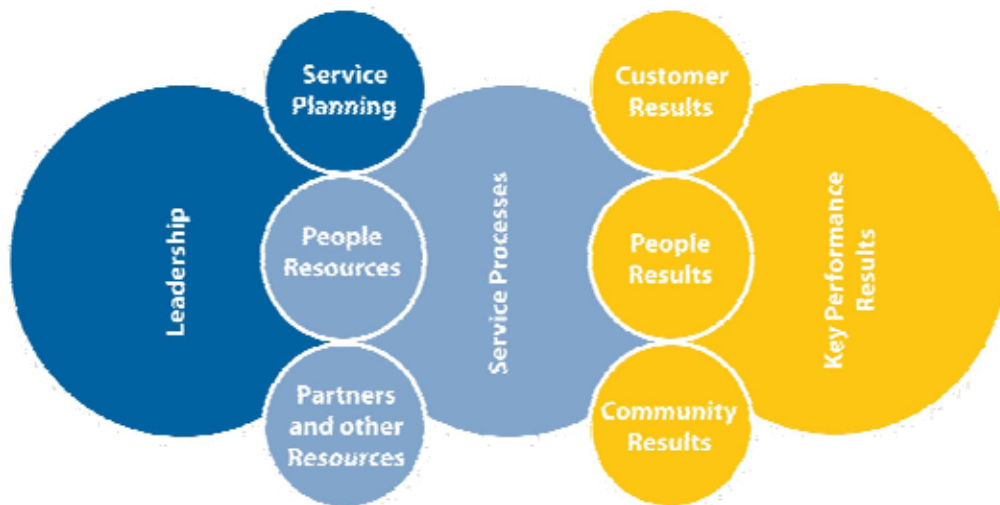 Leadership
Service
Planning
People
Resources
Partners
and other
Resources
Service Processes
Customer
Results
People
Results
Community
Results
Key Performance
Results